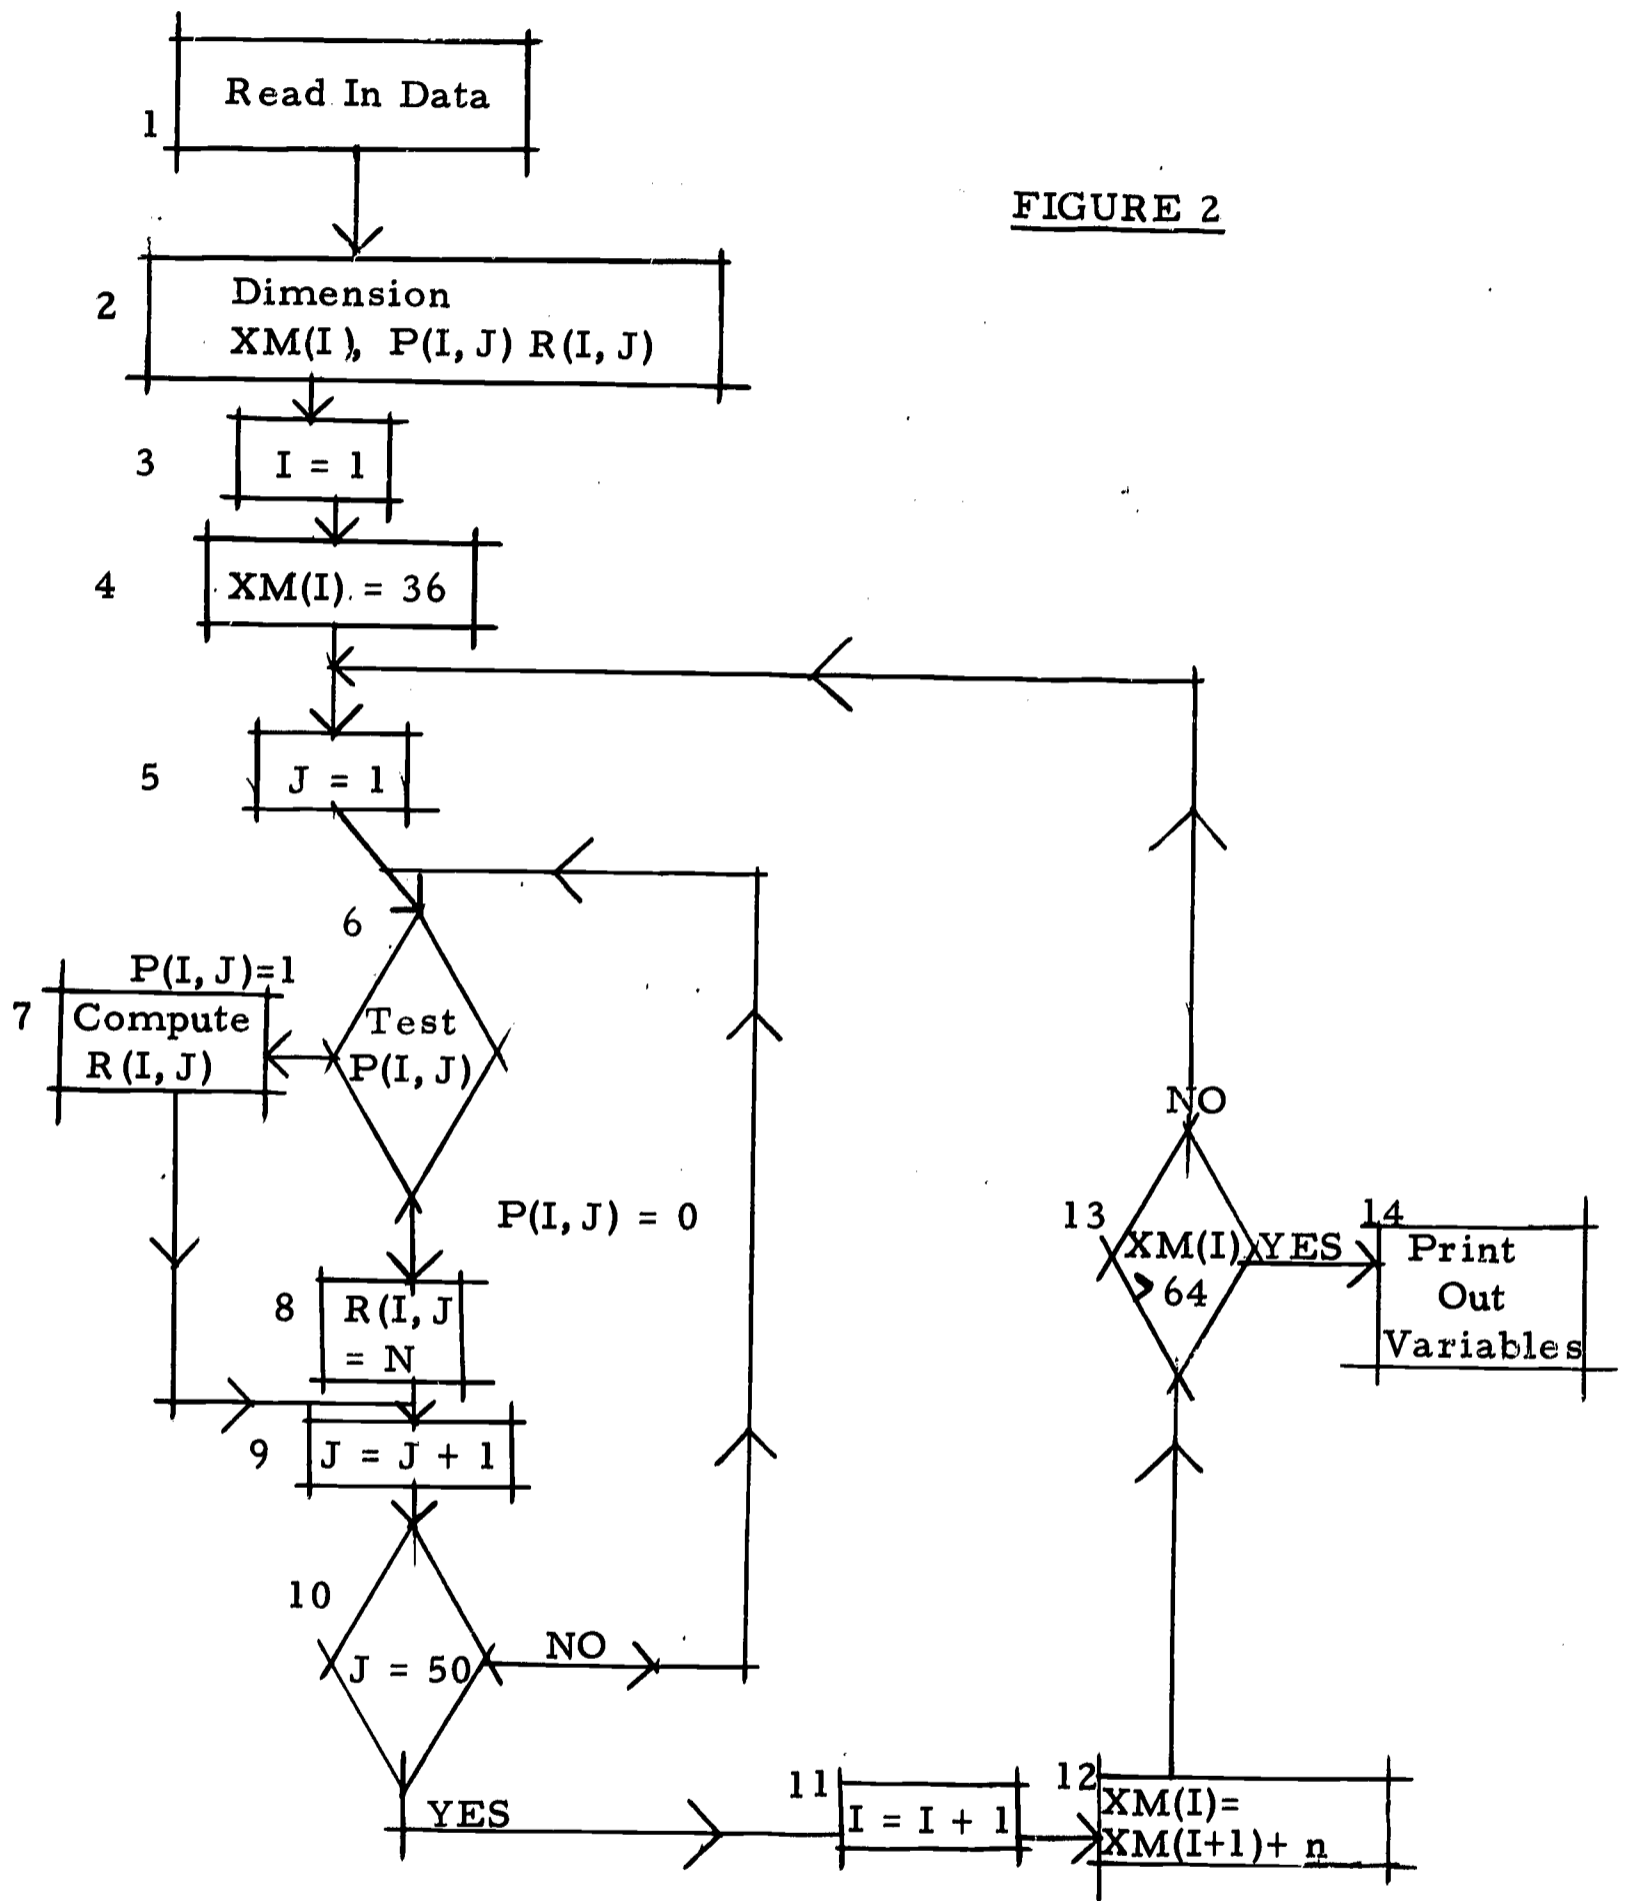 Read In Data
1
FIGURE 2
2
Dimension
XM(I), P(I, J) R(I, J)
3
I = 1
4
XM(I) = 36
5
J = 1
6
P(I, J)=1
7
Compute
R(I, J)
Test
P(I, J)
P(I, J) = 0
8
R(I, J
= N
9
J = J + 1
10
J = 50
NO
YES
11
I = I + 1
12
XM(I)=
XM(I+1)+ n
NO
13
XM(I)
>64
YES
14
Print
Out
Variables